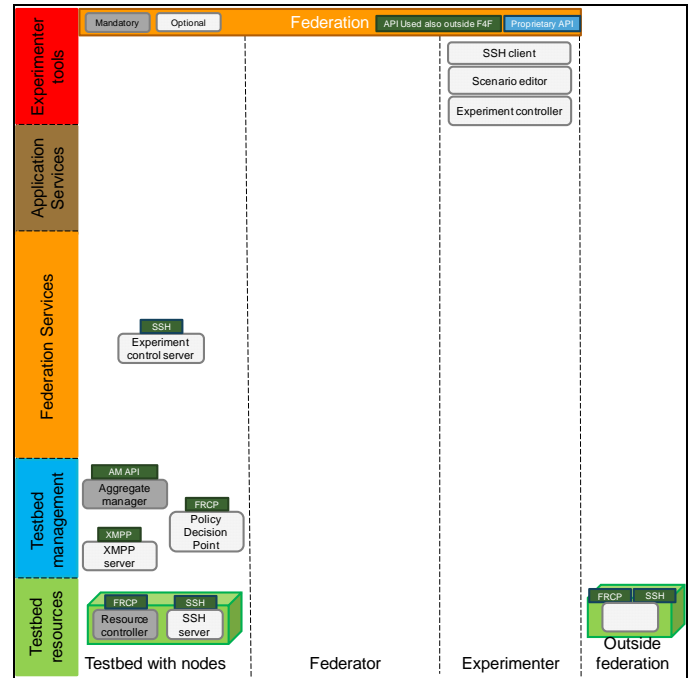 Mandatory
Optional
Federation
API Used also outside F4F
Proprietary API
Experimenter
tools
SSH client
Scenario editor
Experiment controller
Application
Services
Federation Services
SSH
Experiment
control server
Testbed
management
AM API
Aggregate
manager
FRCP
Policy
Decision
Point
XMPP
XMPP
server
Testbed
resources
FRCP
Resource
controller
SSH
SSH
server
FRCP
SSH
Testbed with nodes
Federator
Experimenter
Outside
federation